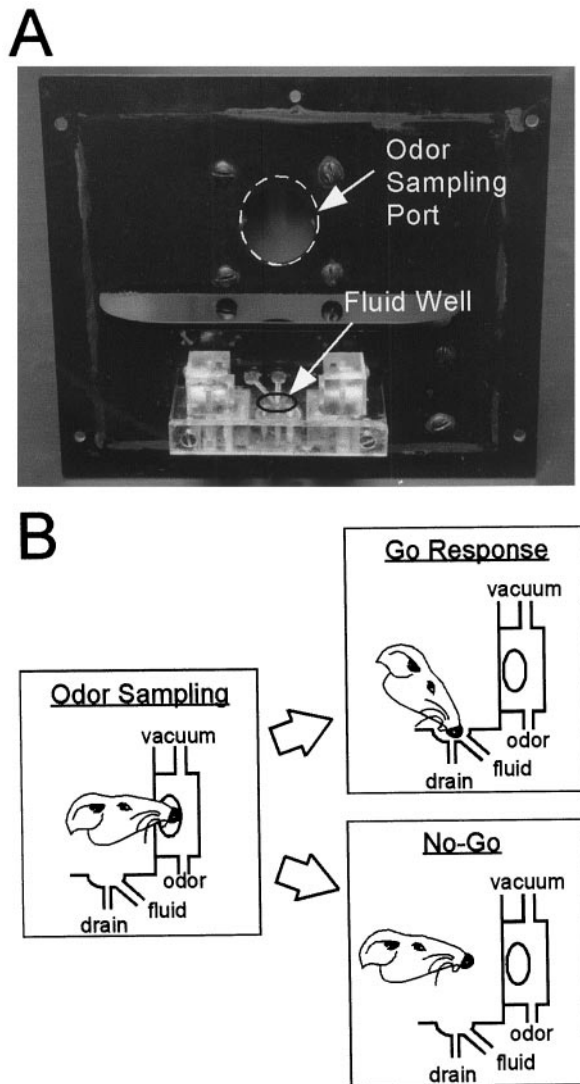 A
Odor
Sampling
Port
Fluid Well
B
Odor Sampling
vacuum
odor
fluid
drain
Go Response
vacuum
odor
fluid
drain
No-Go
vacuum
odor
fluid
drain